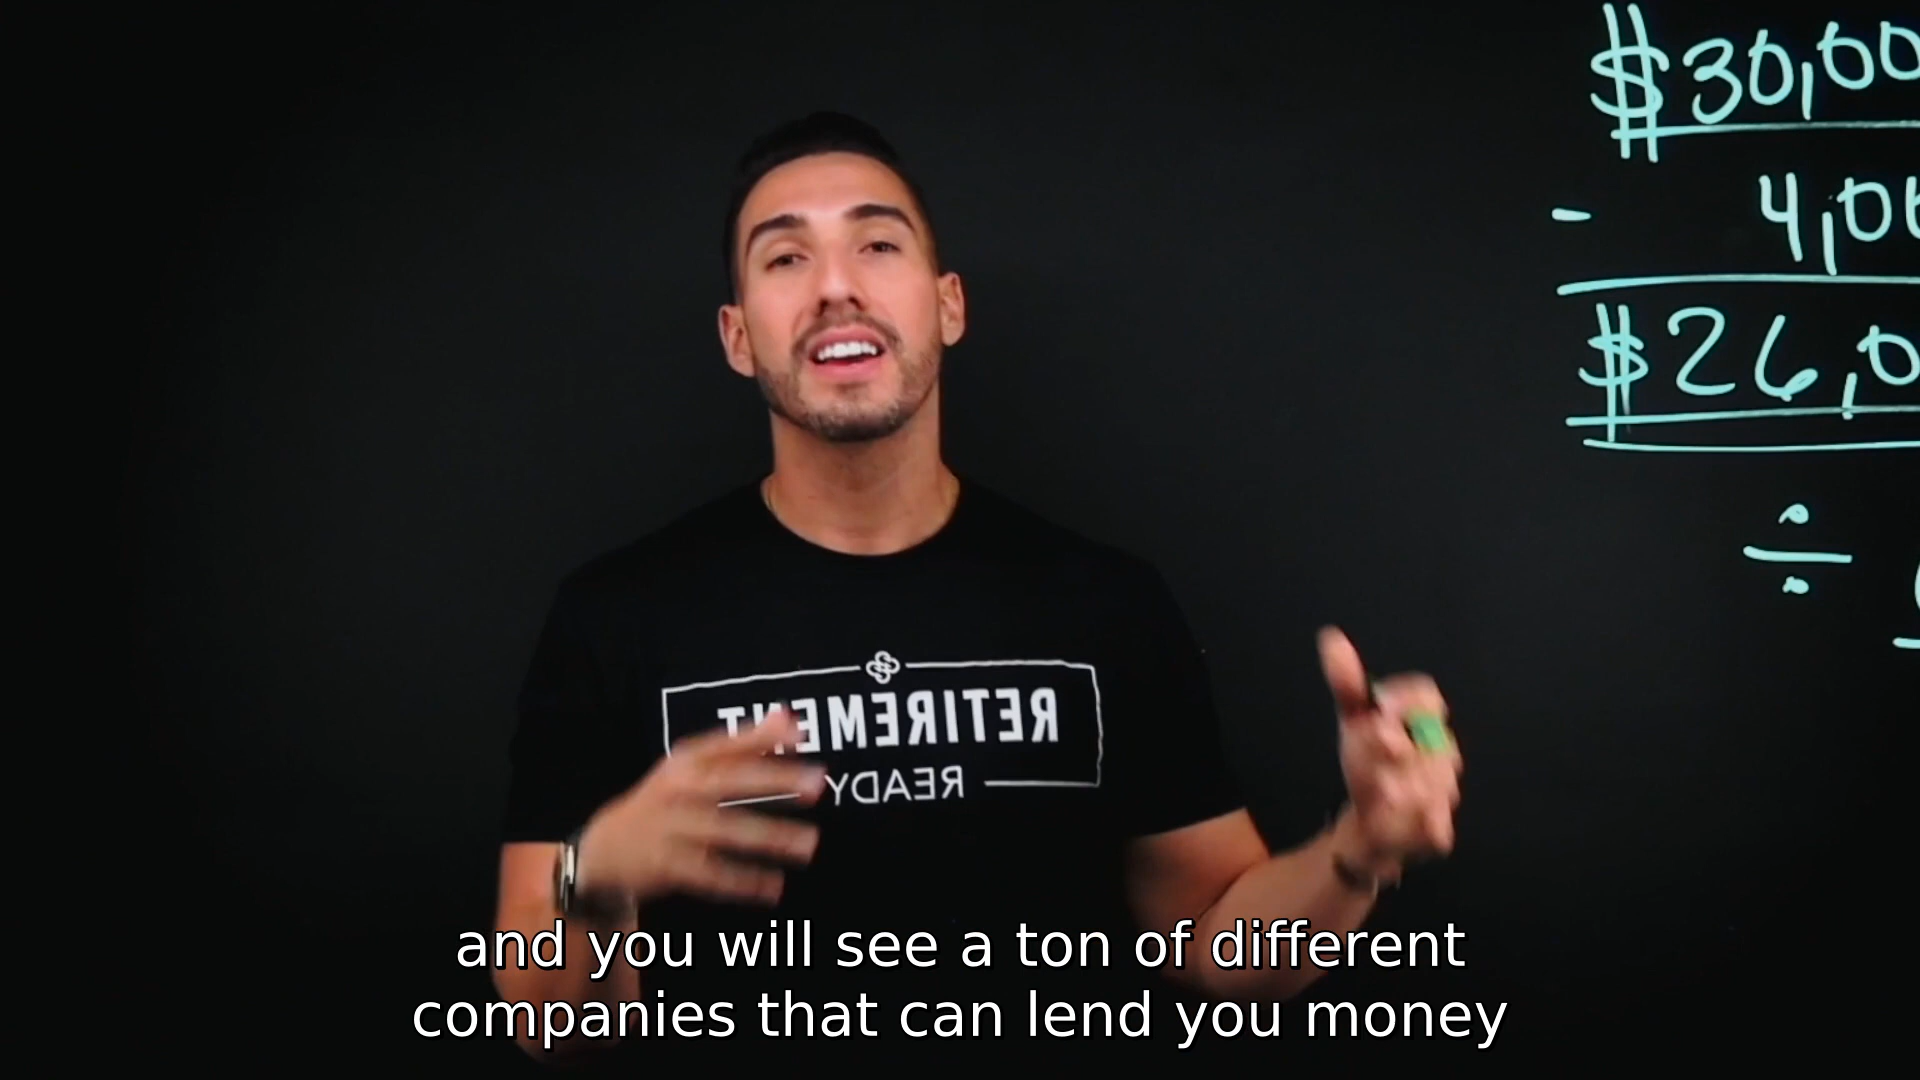 $30,00
- 4,00
$26,0
÷
RETIREMENT
READY
and you will see a ton of different
companies that can lend you money